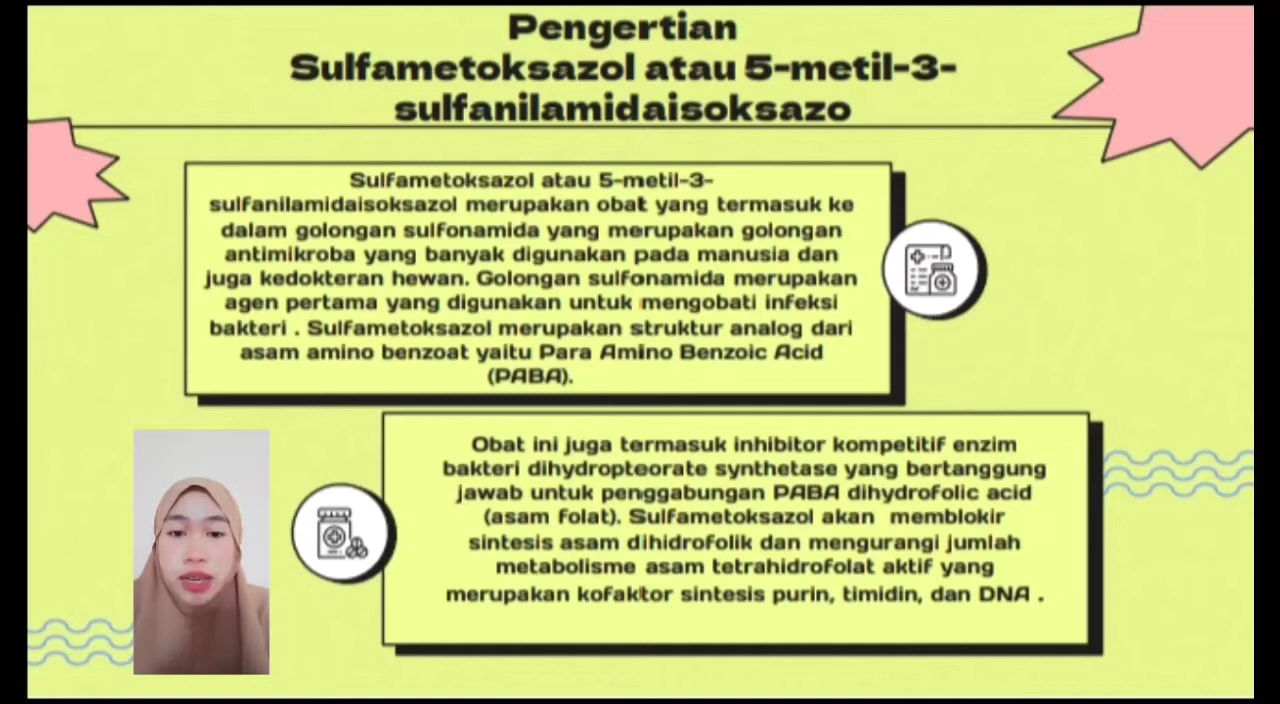 Pengertian
Sulfametoksazol atau 5-metil-3-
sulfanilamidaisoksazo
Sulfametoksazol atau 5-metil-3-
sulfanilamidaisoksazol merupakan obat yang termasuk ke
dalam golongan sulfonamida yang merupakan golongan
antimikroba yang banyak digunakan pada manusia dan
juga kedokteran hewan. Golongan sulfonamida merupakan
agen pertama yang digunakan untuk mengobati infeksi
bakteri . Sulfametoksazol merupakan struktur analog dari
asam amino benzoat yaitu Para Amino Benzoic Acid
(PABA).
Obat ini juga termasuk inhibitor kompetitif enzim
bakteri dihydropteorate synthetase yang bertanggung
jawab untuk penggabungan PABA dihydrofolic acid
(asam folat). Sulfametoksazol akan  memblokir
sintesis asam dihidrofolik dan mengurangi jumlah
metabolisme asam tetrahidrofolat aktif yang
merupakan kofaktor sintesis purin, timidin, dan DNA .